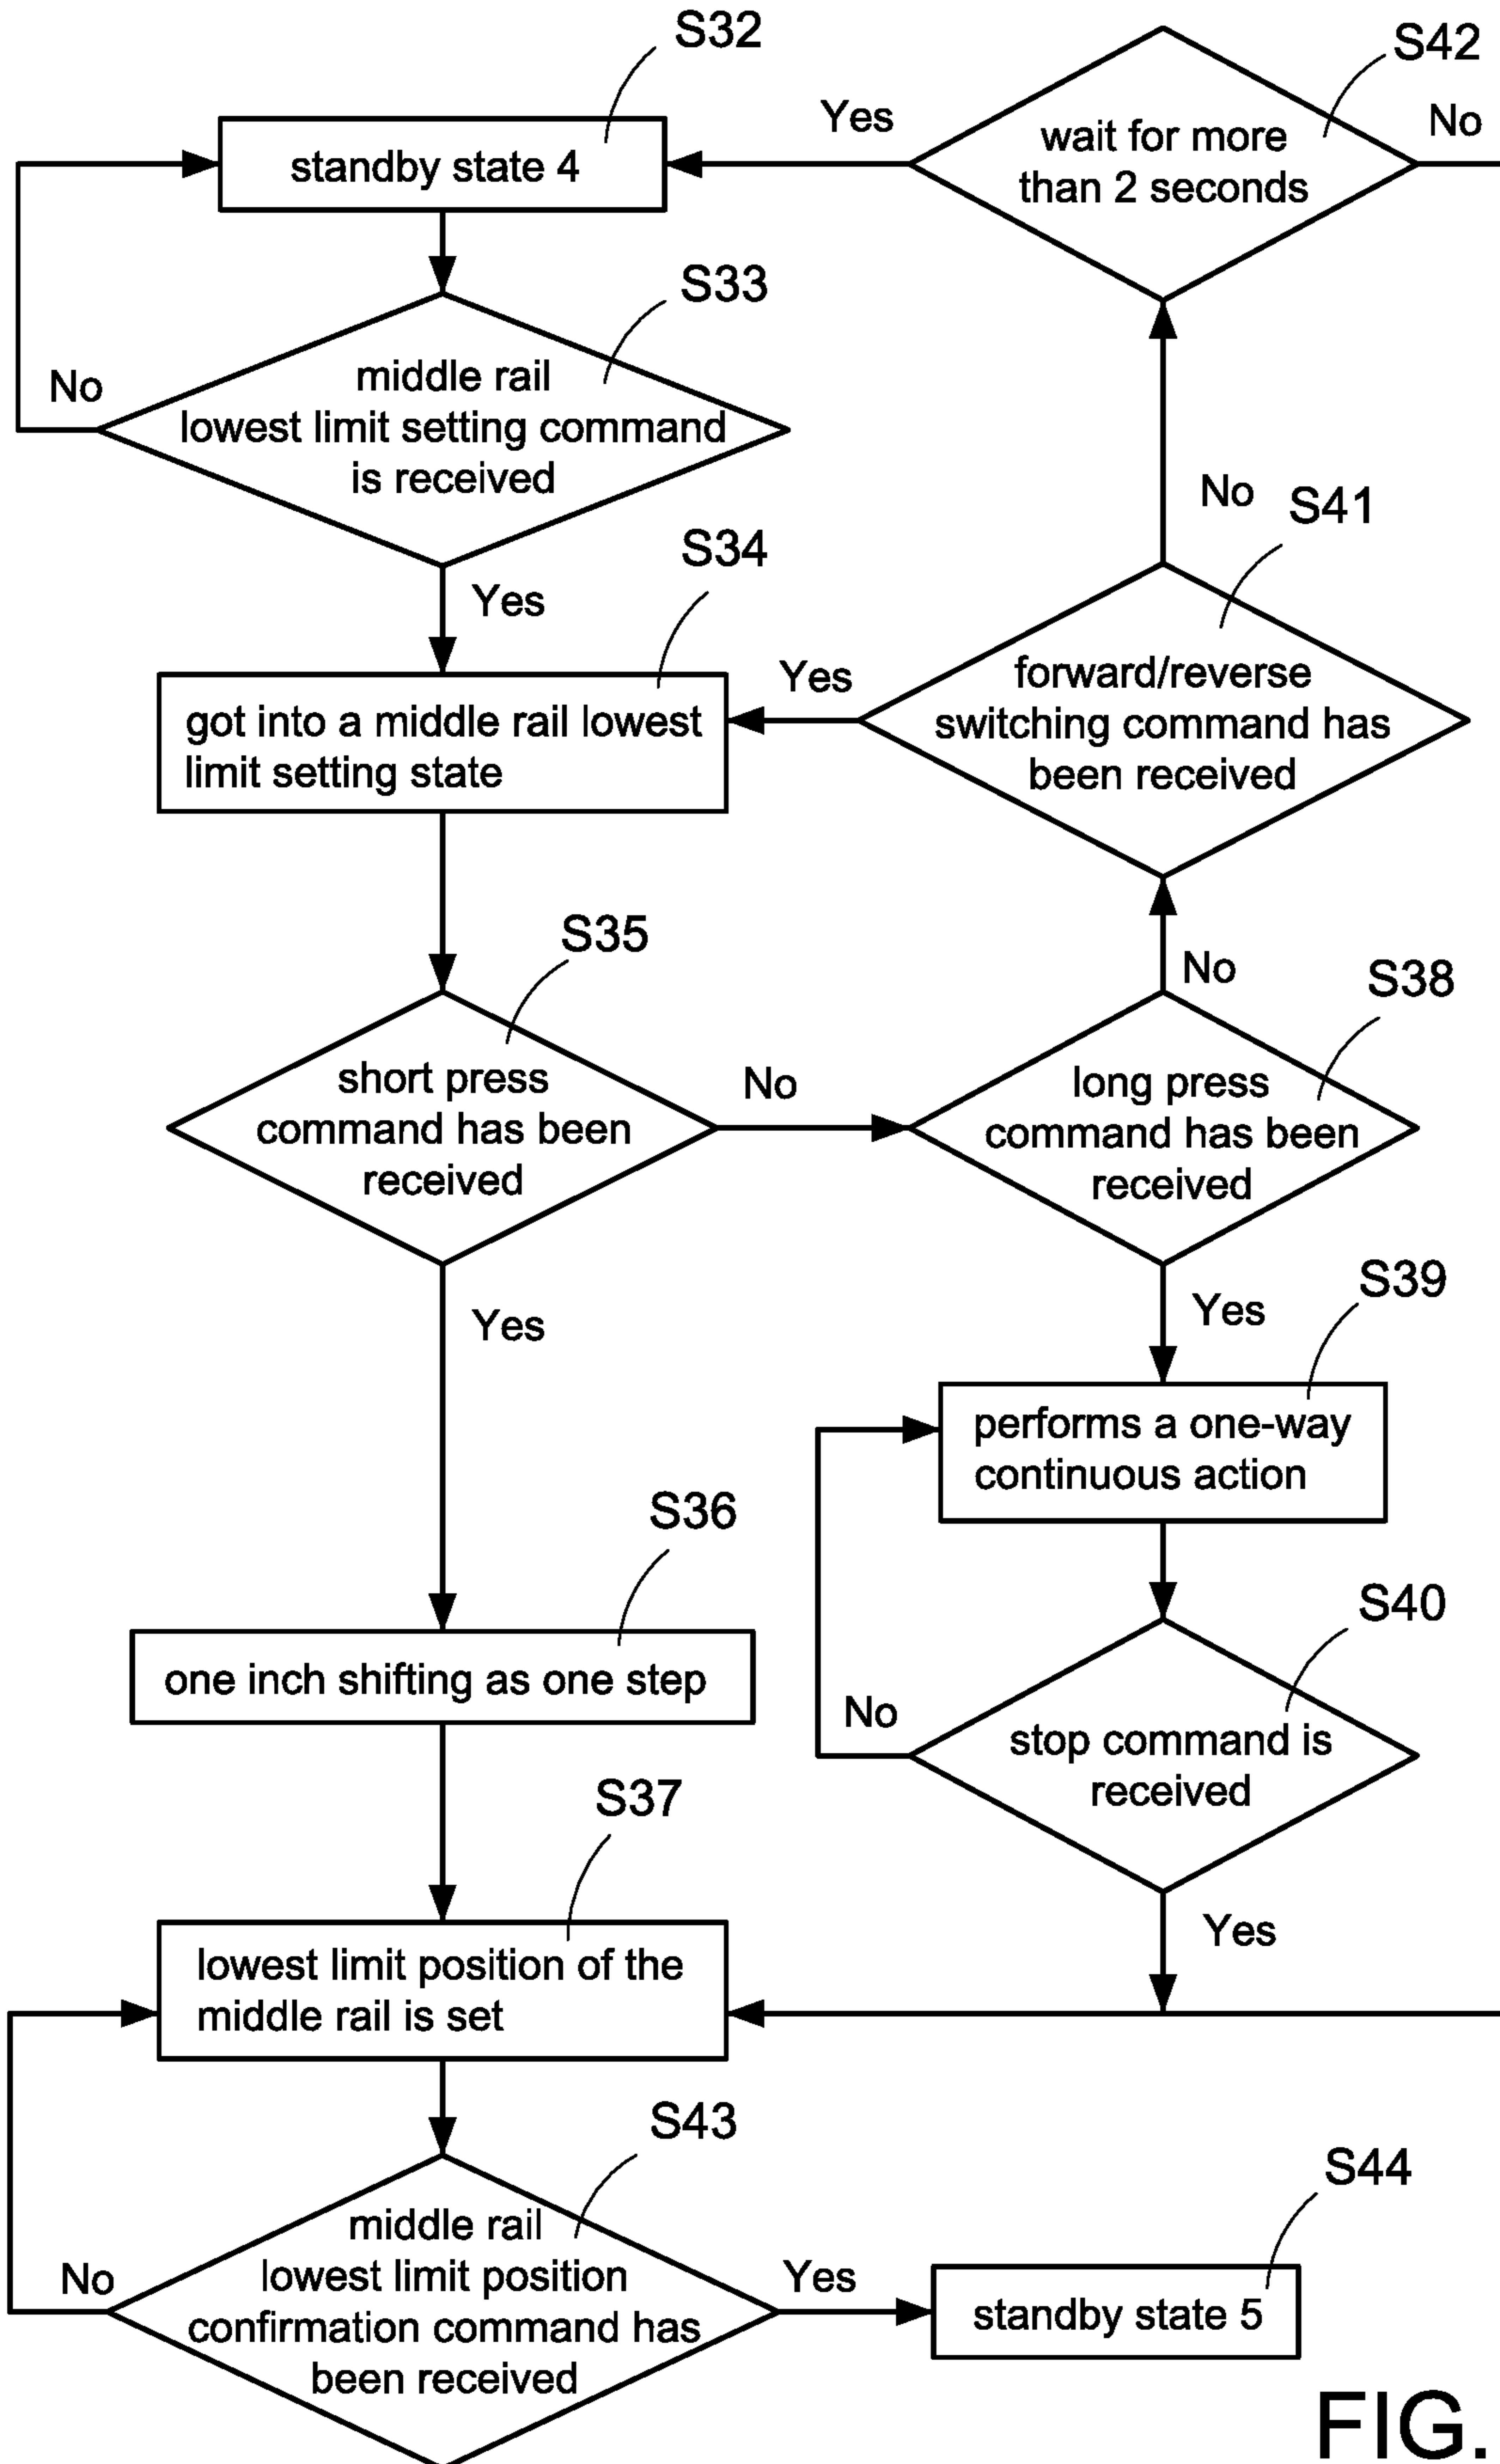 S32
standby state 4
Yes
wait for more
than 2 seconds
S42
No
S33
middle rail
lowest limit setting command
is received
No
Yes
S34
got into a middle rail lowest
limit setting state
Yes
No
S41
forward/reverse
switching command has
been received
S35
short press
command has been
received
No
No
S38
long press
command has been
received
Yes
Yes
S39
performs a one-way
continuous action
S36
one inch shifting as one step
S40
stop command is
received
No
Yes
S37
lowest limit position of the
middle rail is set
S43
middle rail
lowest limit position
confirmation command has
been received
No
Yes
S44
standby state 5
FIG.